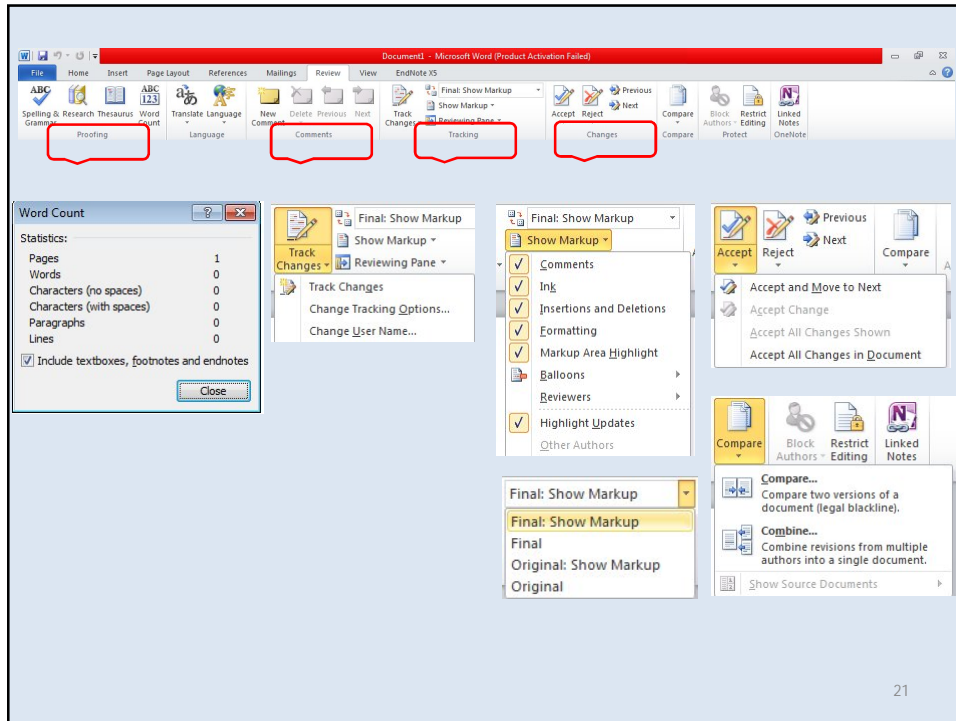 Document1 - Microsoft Word (Product Activation Failed)
File Home Insert Page Layout References Mailings Review View EndNote X5
ABC ABC 123 Final: Show Markup Previous
Show Markup Next
Spelling & Grammar Research Thesaurus Word Count Translate Language New Comment Delete Previous Next Track Changes Reviewing Pane Accept Reject Compare Block Authors Restrict Editing Linked Notes
Proofing Language Comments Tracking Changes Compare Protect OneNote
Word Count
Statistics:
Pages 1
Words 0
Characters (no spaces) 0
Characters (with spaces) 0
Paragraphs 0
Lines 0
Include textboxes, footnotes and endnotes
Close
Final: Show Markup
Show Markup
Track Changes Reviewing Pane
Track Changes
Change Tracking Options...
Change User Name...
Final: Show Markup
Show Markup
Comments
Ink
Insertions and Deletions
Formatting
Markup Area Highlight
Balloons
Reviewers
Highlight Updates
Other Authors
Final: Show Markup
Final: Show Markup
Final
Original: Show Markup
Original
Previous
Next
Accept Reject Compare
Accept and Move to Next
Accept Change
Accept All Changes Shown
Accept All Changes in Document
Compare Block Authors Restrict Editing Linked Notes
Compare...
Compare two versions of a
document (legal blackline).
Combine...
Combine revisions from multiple
authors into a single document.
Show Source Documents
21